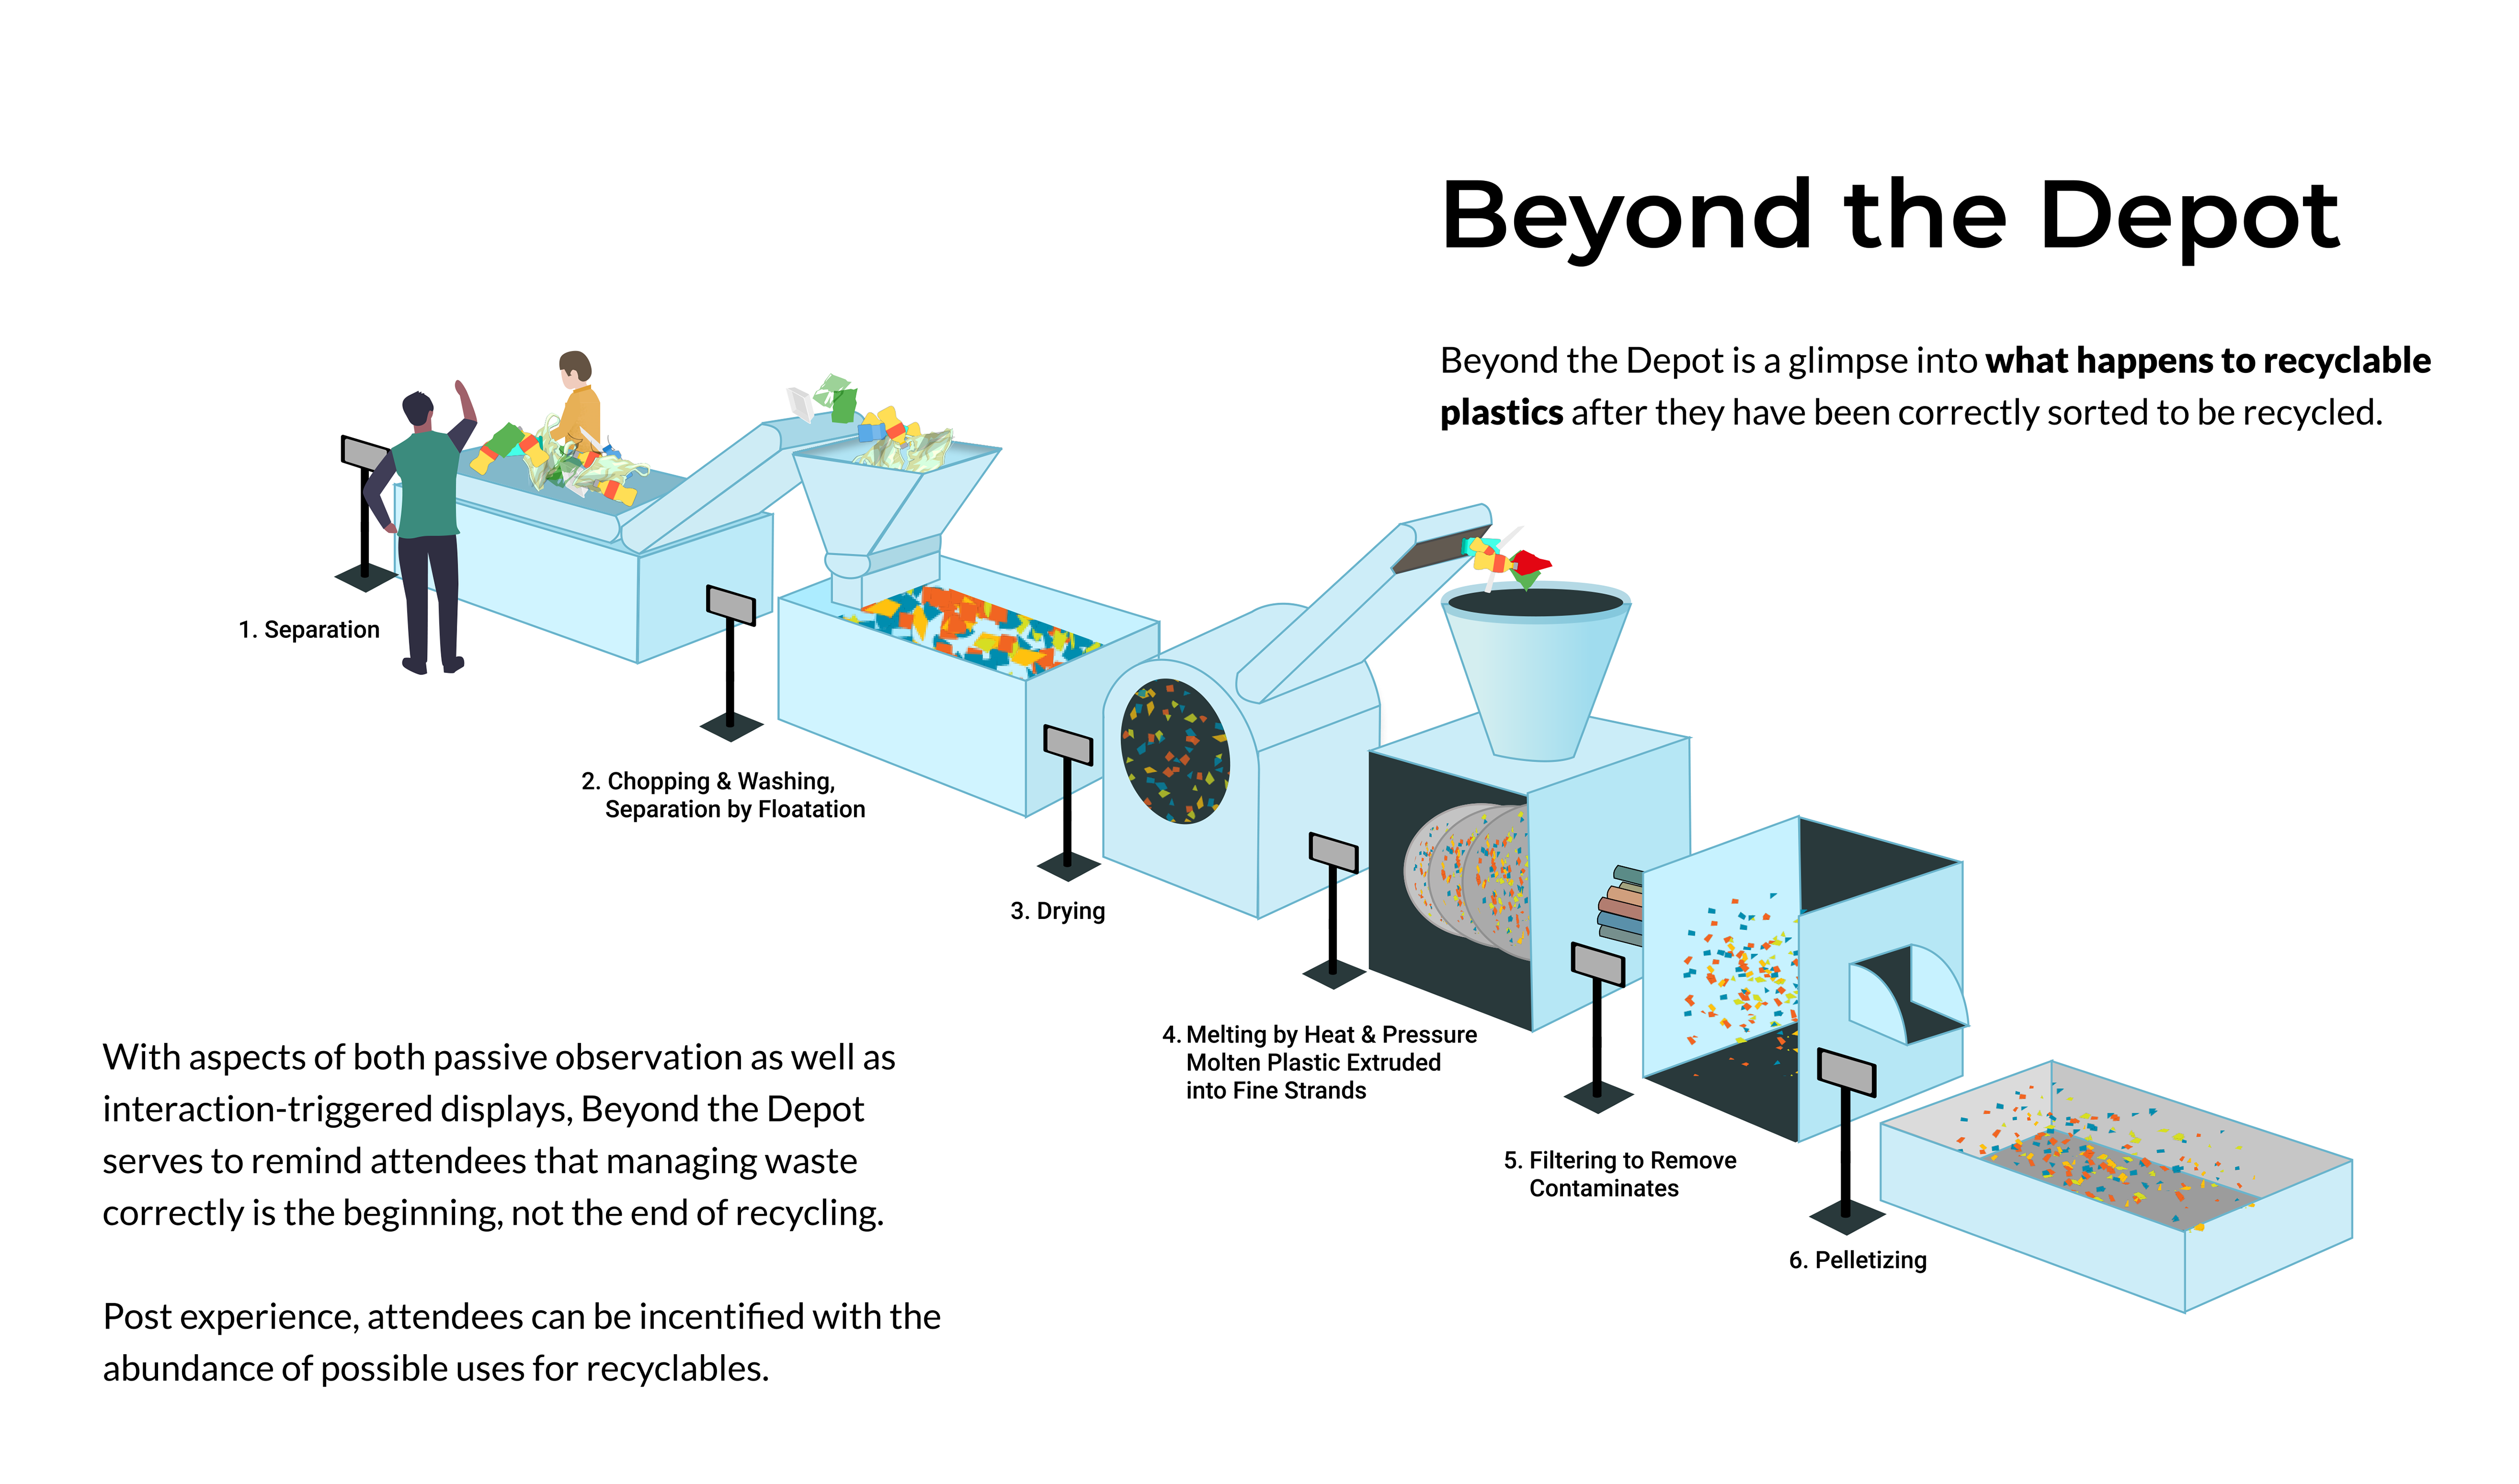 Beyond the Depot
Beyond the Depot is a glimpse into what happens to recyclable
plastics after they have been correctly sorted to be recycled.
1. Separation
2. Chopping & Washing,
Separation by Floatation
3. Drying
4. Melting by Heat & Pressure
Molten Plastic Extruded
into Fine Strands
5. Filtering to Remove
Contaminates
6. Pelletizing
With aspects of both passive observation as well as
interaction-triggered displays, Beyond the Depot
serves to remind attendees that managing waste
correctly is the beginning, not the end of recycling.
Post experience, attendees can be incentified with the
abundance of possible uses for recyclables.